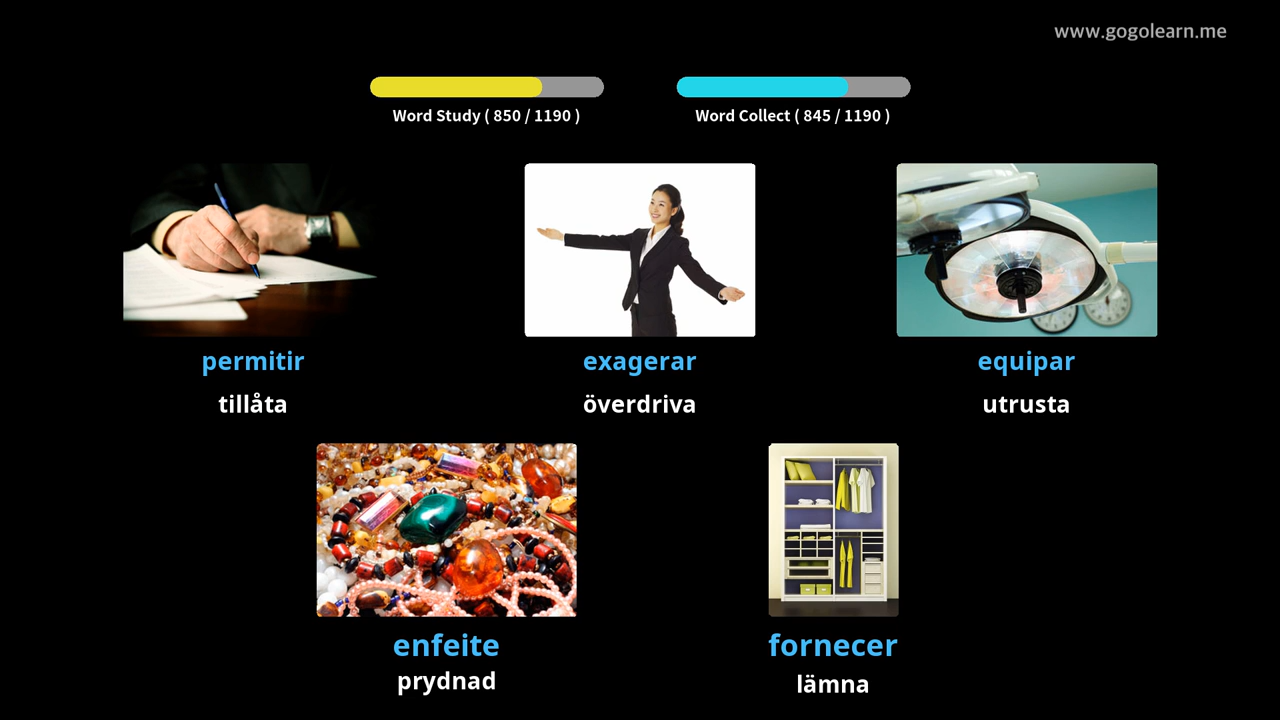 www.gogolearn.me
Word Study ( 850 / 1190 )
Word Collect ( 845 / 1190 )
permitir
tillåta
exagerar
överdriva
equipar
utrusta
enfeite
prydnad
fornecer
lämna